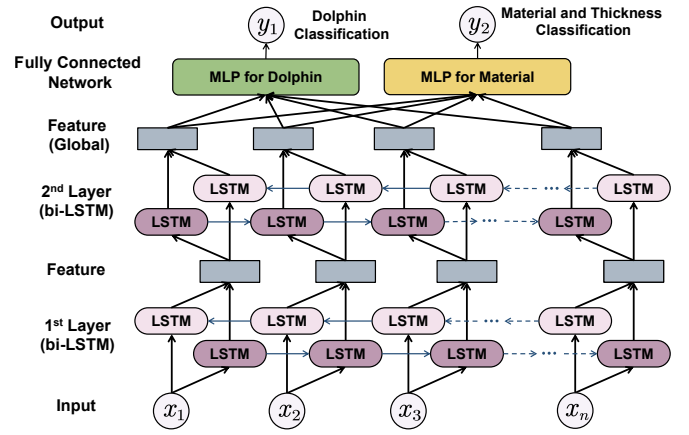 Output
y1
Dolphin
Classification
y2
Material and Thickness
Classification
Fully Connected
Network
MLP for Dolphin
MLP for Material
Feature
(Global)
2nd Layer
(bi-LSTM)
LSTM LSTM LSTM ... LSTM
LSTM LSTM LSTM ... LSTM
Feature
1st Layer
(bi-LSTM)
LSTM LSTM LSTM ... LSTM
LSTM LSTM LSTM ... LSTM
Input
x1 x2 x3 xn